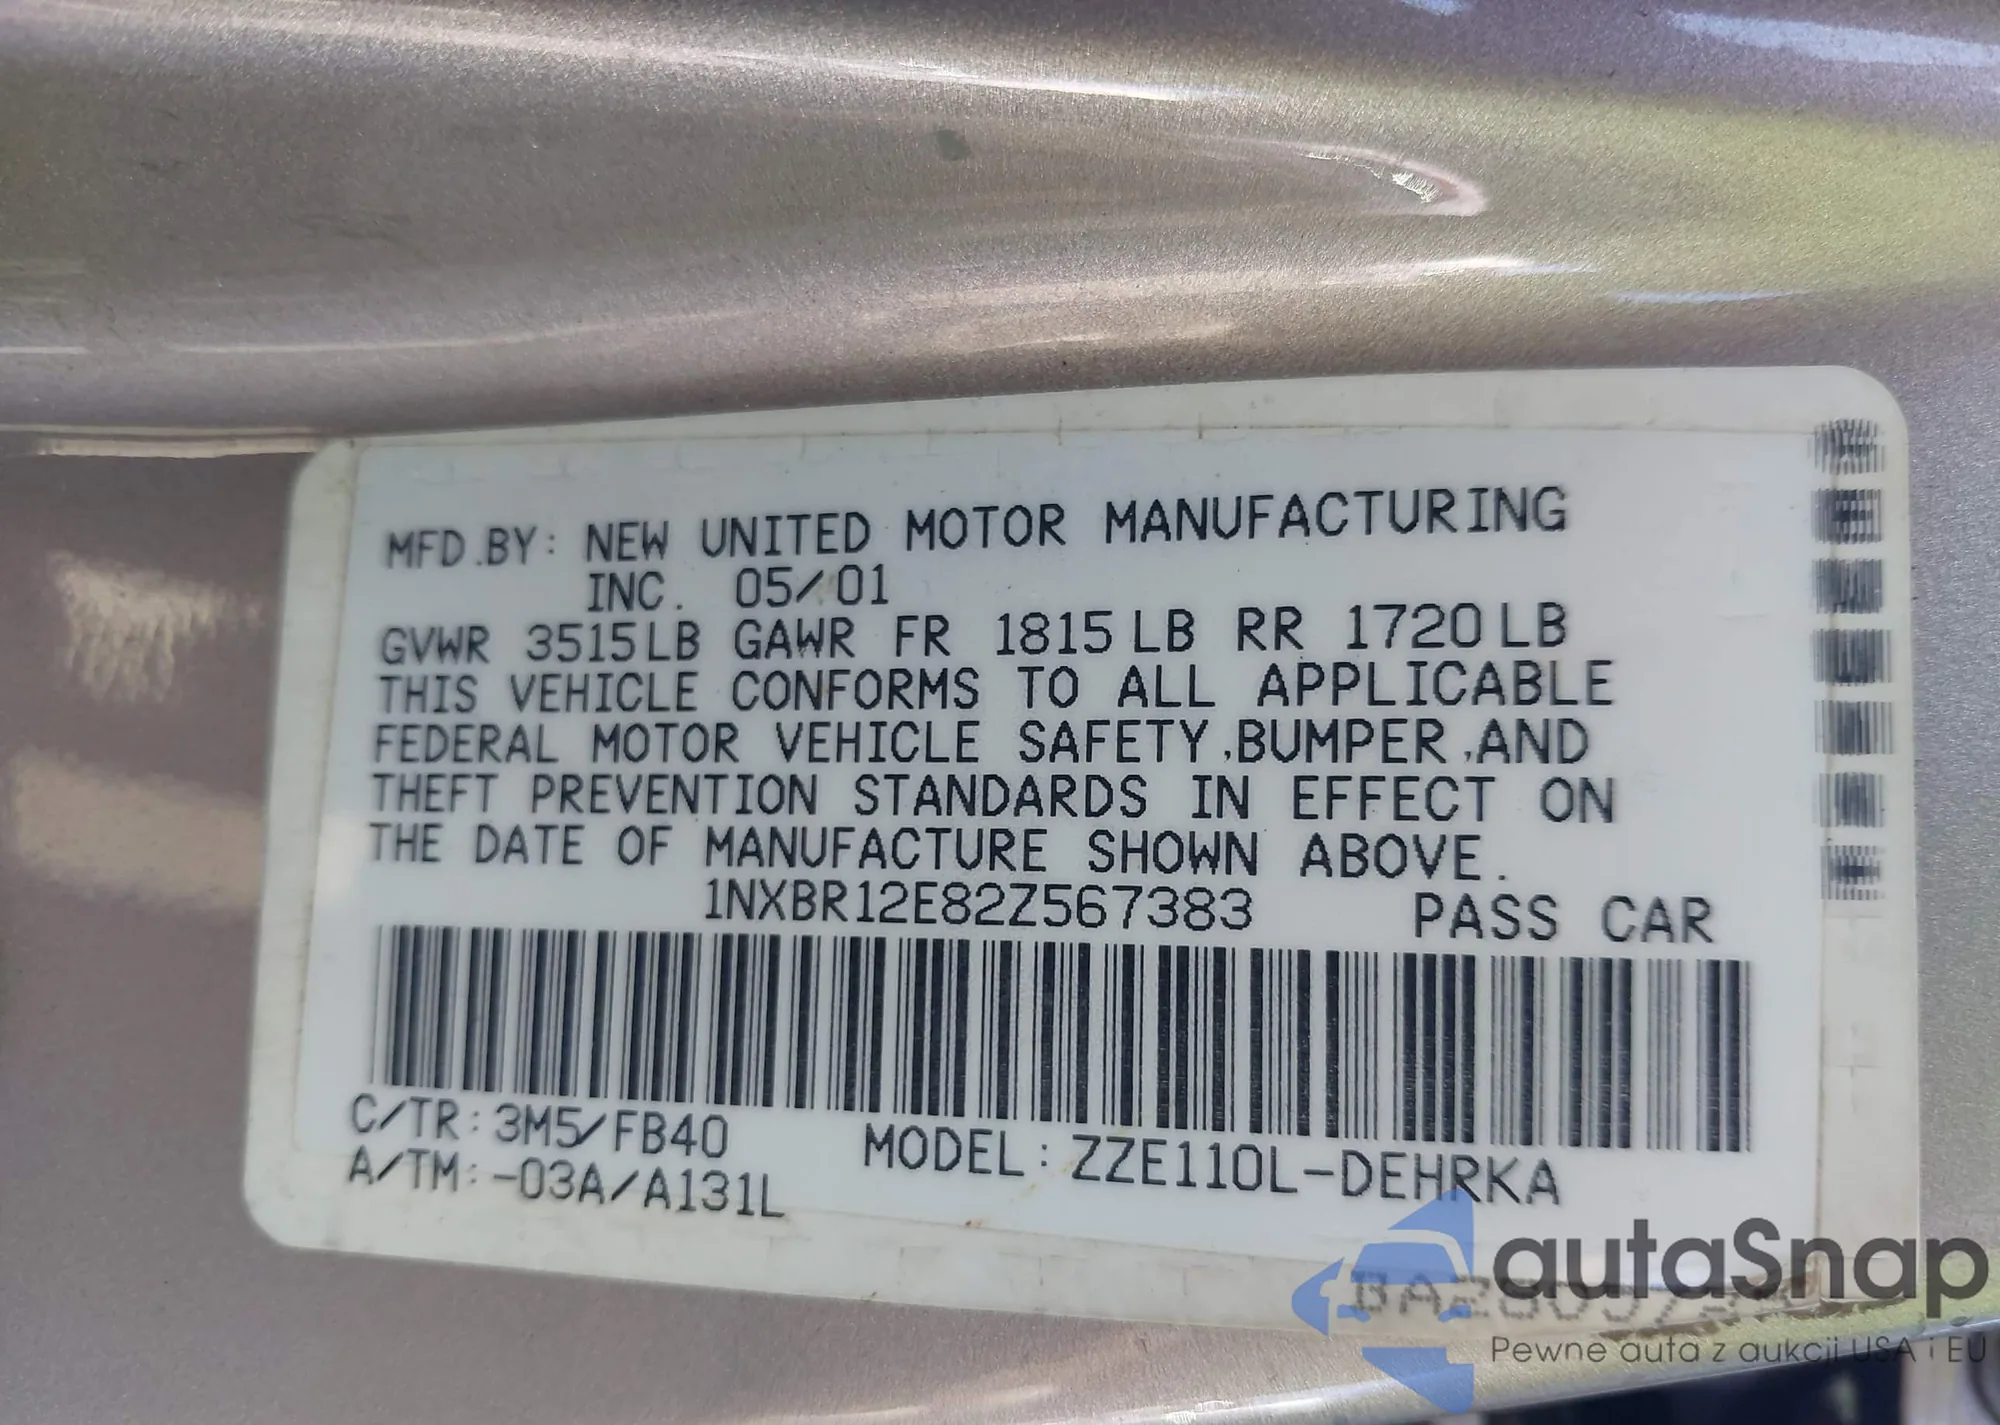 MFD.BY: NEW UNITED MOTOR MANUFACTURING
INC. 05/01
GVWR 3515LB GAWR FR 1815LB RR 1720LB
THIS VEHICLE CONFORMS TO ALL APPLICABLE
FEDERAL MOTOR VEHICLE SAFETY,BUMPER,AND
THEFT PREVENTION STANDARDS IN EFFECT ON
THE DATE OF MANUFACTURE SHOWN ABOVE.
1NXBR12E82Z567383 PASS CAR
C/TR: 3M5/FB40
A/TM: -03A/A131L
MODEL: ZZE110L-DEHRKA
autaSnap
Pewne auta z aukcji USA i EU